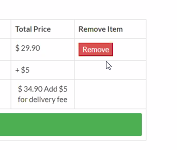 Total Price Remove Item
$ 29.90 Remove
+ $5
$ 34.90 Add $5
for delivery fee